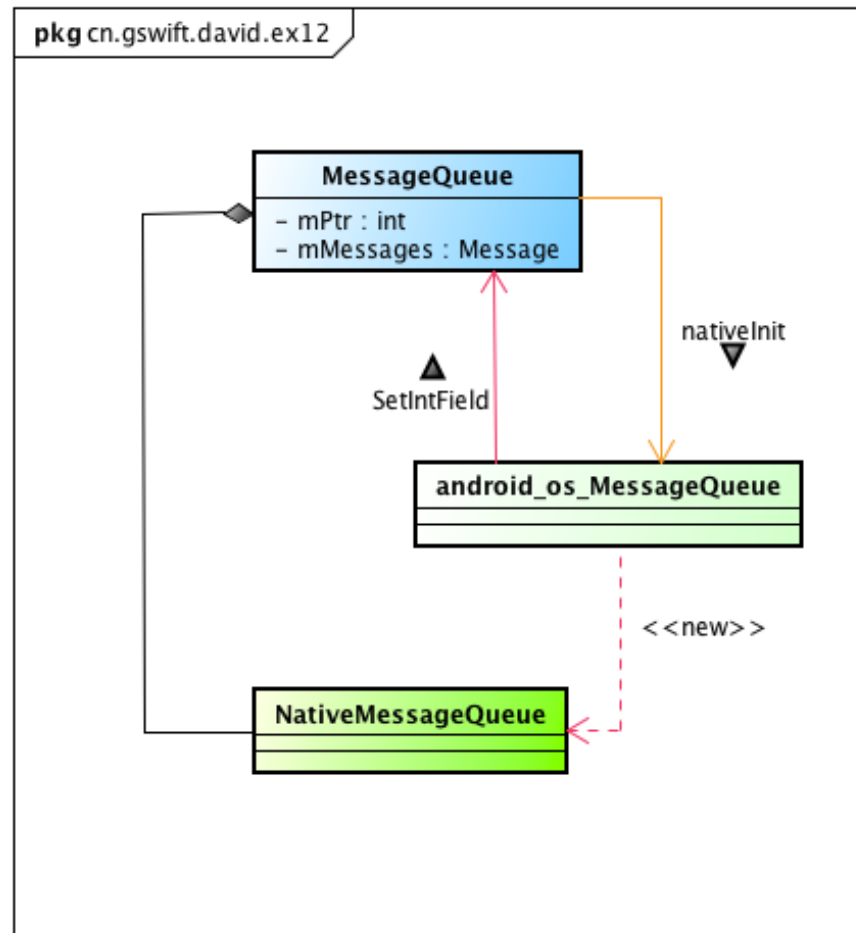 pkg cn.gswift.david.ex12
MessageQueue
- mPtr : int
- mMessages : Message
nativeInit
SetIntField
android_os_MessageQueue
<<new>>
NativeMessageQueue